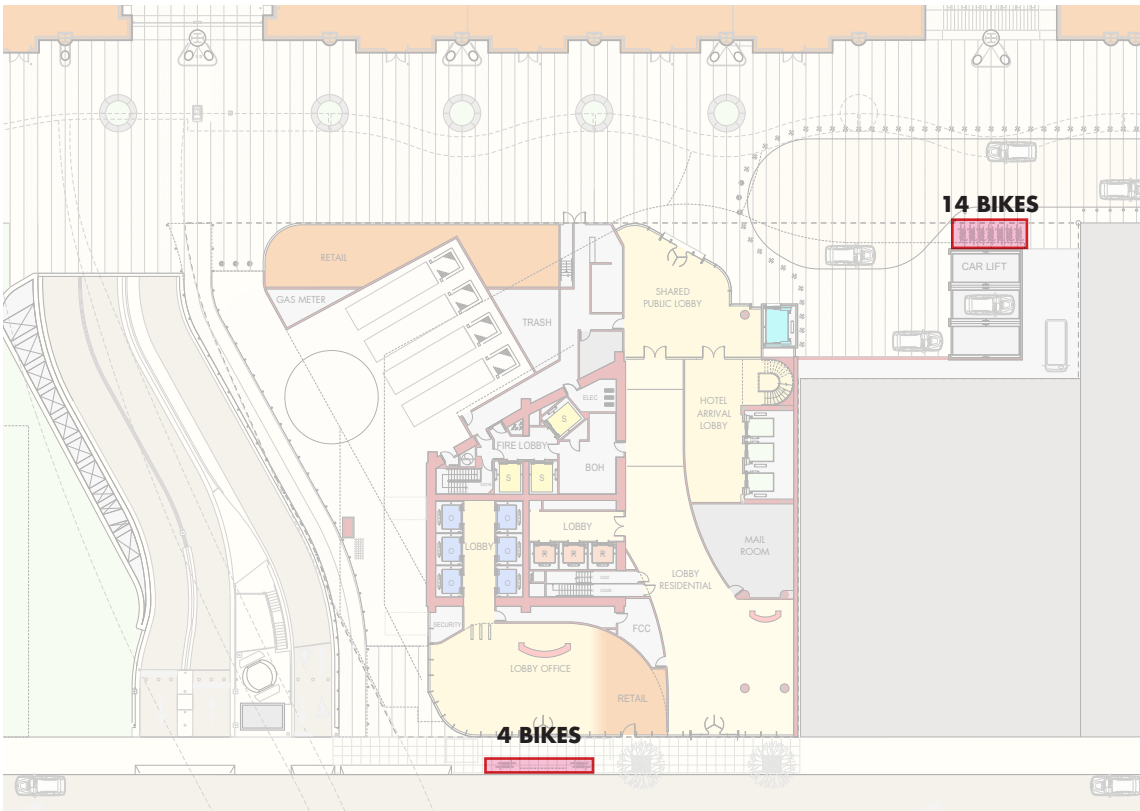 14 BIKES
CAR LIFT
RETAIL
GAS METER
SHARED
PUBLIC LOBBY
TRASH
ELEC
HOTEL
ARRIVAL
LOBBY
S
FIRE LOBBY
BOH
S
S
LOBBY
LOBBY
MAIL
ROOM
LOBBY
RESIDENTIAL
SECURITY
FCC
LOBBY OFFICE
RETAIL
4 BIKES